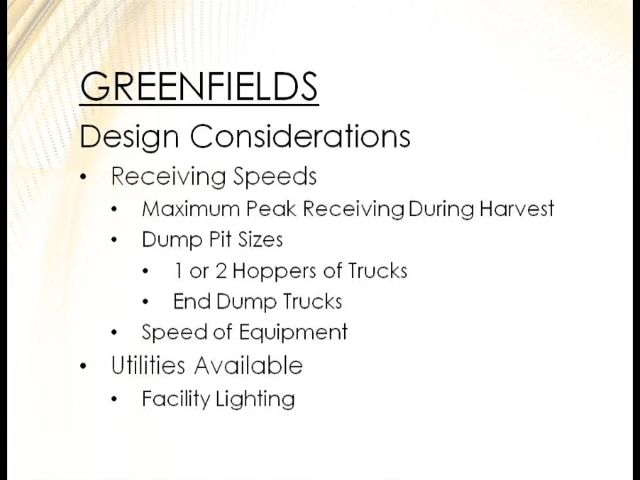 GREENFIELDS
Design Considerations
• Receiving Speeds
• Maximum Peak Receiving During Harvest
• Dump Pit Sizes
• 1 or 2 Hoppers of Trucks
• End Dump Trucks
• Speed of Equipment
• Utilities Available
• Facility Lighting